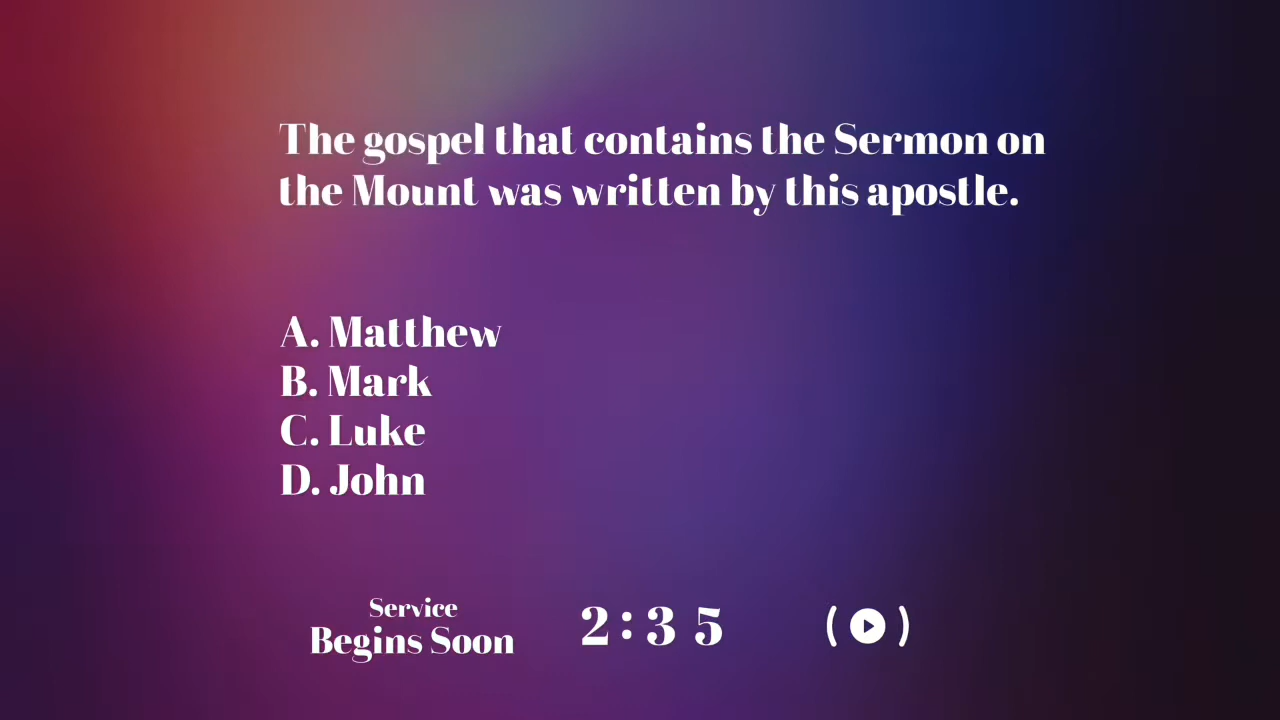 The gospel that contains the Sermon on
the Mount was written by this apostle.
A. Matthew
B. Mark
C. Luke
D. John
Service
Begins Soon
2:35